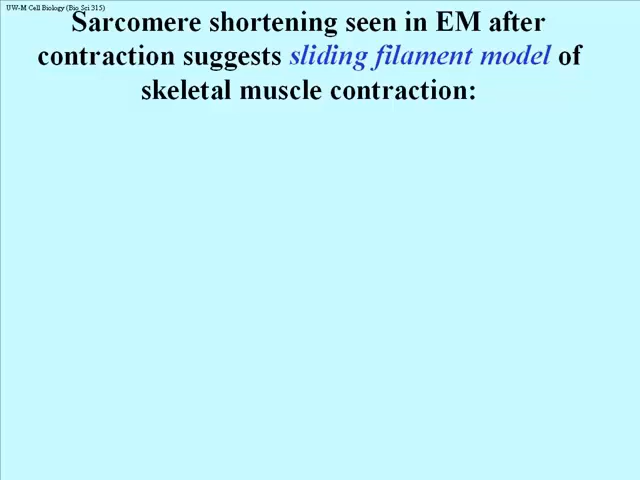 UW-M Cell Biology (Bio Sci 315)
Sarcomere shortening seen in EM after
contraction suggests sliding filament model of
skeletal muscle contraction: